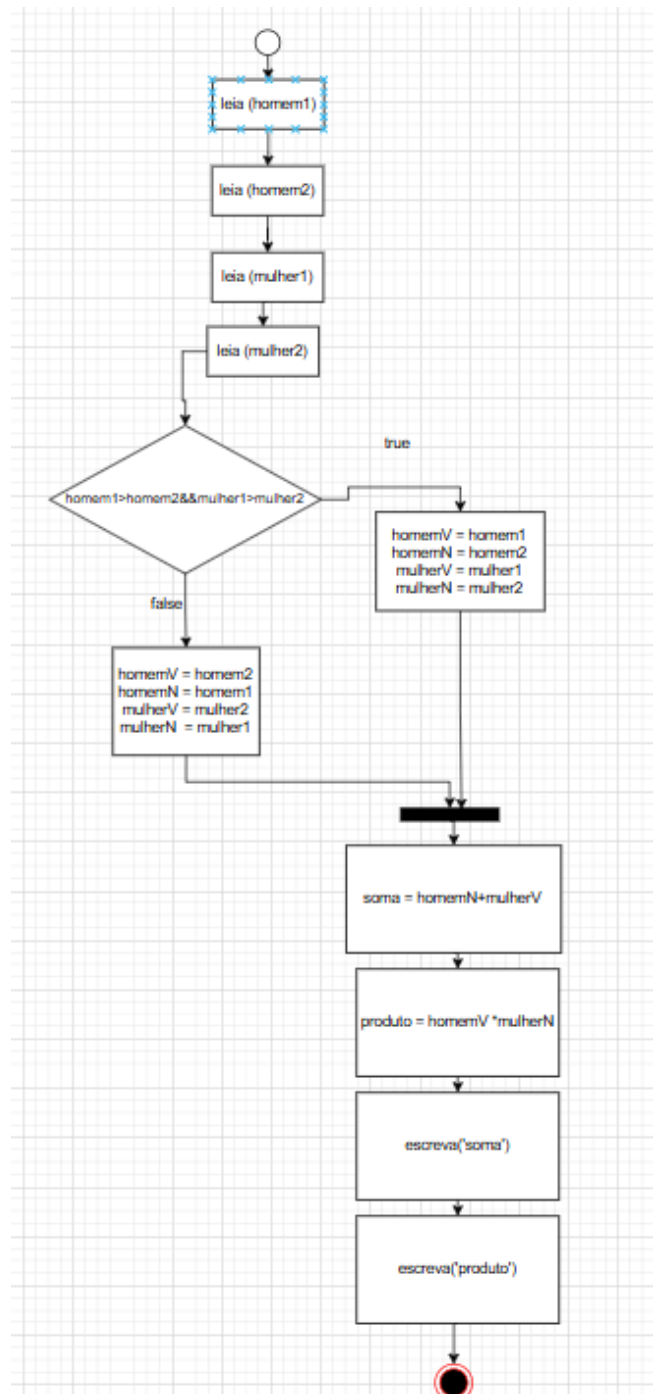 leia (homem1)
leia (homem2)
leia (mulher1)
leia (mulher2)
true
homem1>homem2&&mulher1>mulher2
homemV = homem1
homemN = homem2
mulherV = mulher1
mulherN = mulher2
false
homemV = homem2
homemN = homem1
mulherV = mulher2
mulherN = mulher1
soma = homemN+mulherV
produto = homemV *mulherN
escreva('soma')
escreva('produto')